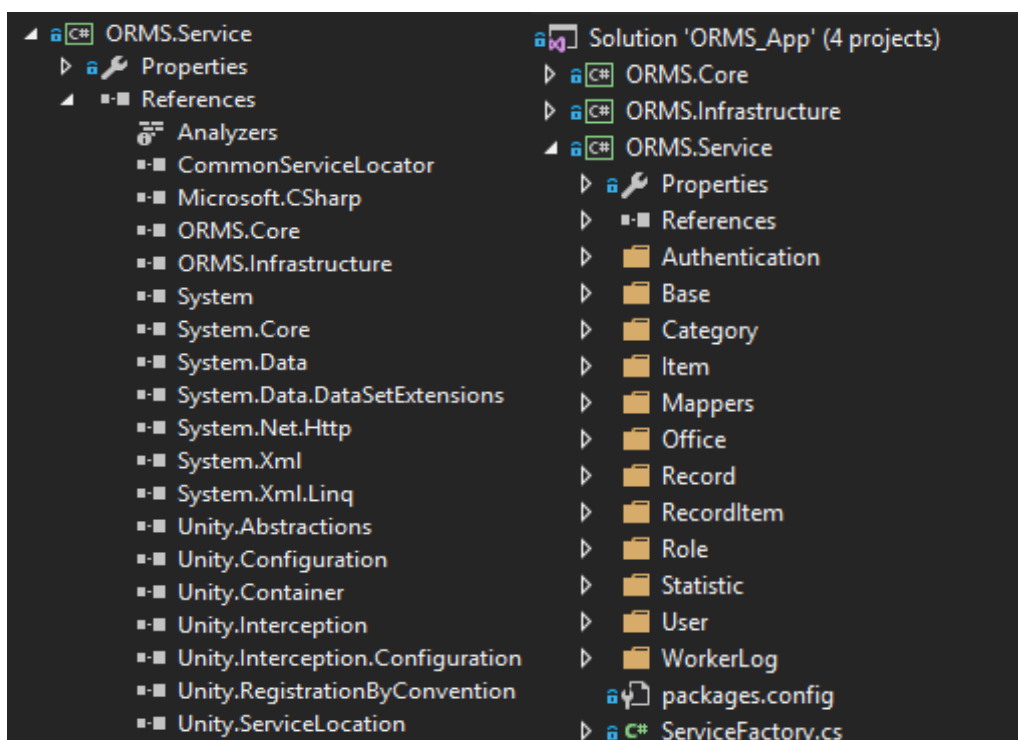 ORMS.Service
Properties
References
Analyzers
CommonServiceLocator
Microsoft.CSharp
ORMS.Core
ORMS.Infrastructure
System
System.Core
System.Data
System.Data.DataSetExtensions
System.Net.Http
System.Xml
System.Xml.Linq
Unity.Abstractions
Unity.Configuration
Unity.Container
Unity.Interception
Unity.Interception.Configuration
Unity.RegistrationByConvention
Unity.ServiceLocation
Solution 'ORMS_App' (4 projects)
C# ORMS.Core
C# ORMS.Infrastructure
C# ORMS.Service
Properties
References
Authentication
Base
Category
Item
Mappers
Office
Record
RecordItem
Role
Statistic
User
WorkerLog
packages.config
C# ServiceFactory.cs